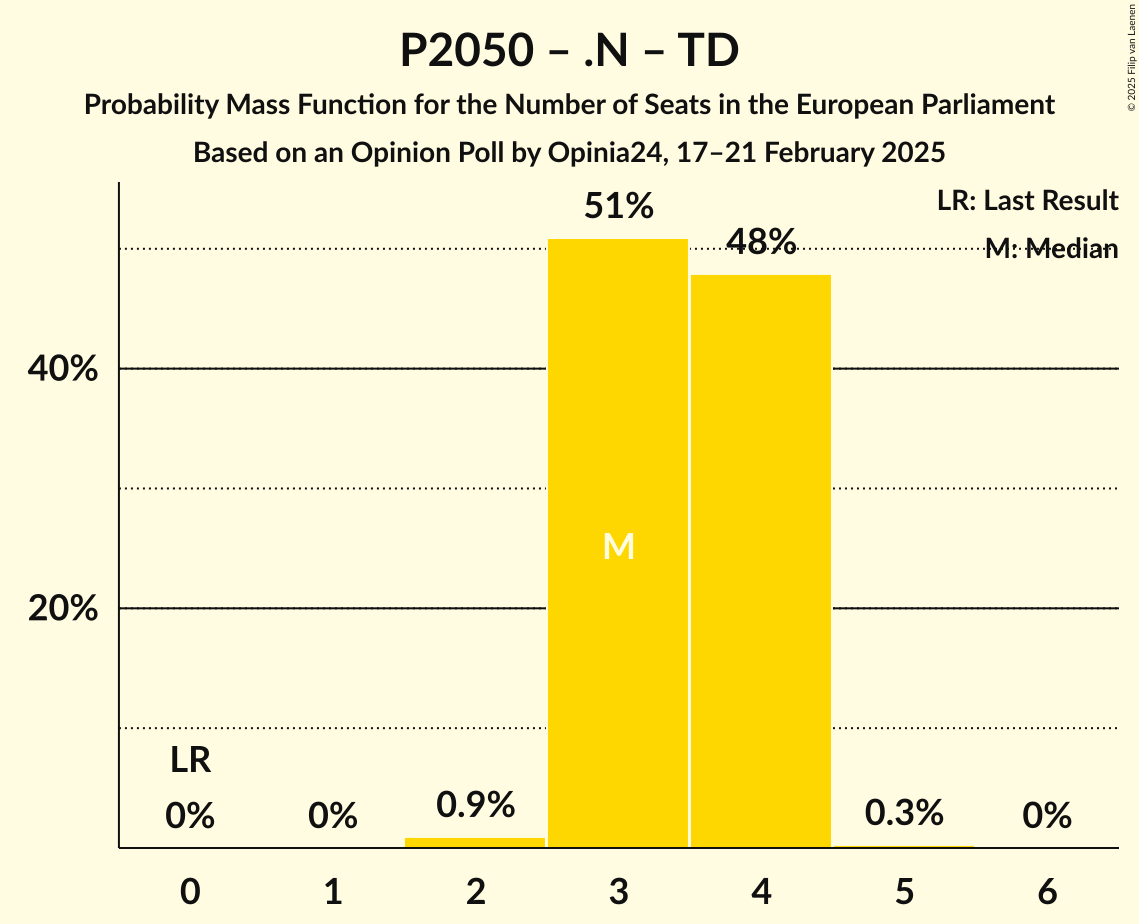 P2050 – .N – TD
Probability Mass Function for the Number of Seats in the European Parliament
Based on an Opinion Poll by Opinia24, 17–21 February 2025
© 2025 Filip van Laenen
LR: Last Result
M: Median
51%
48%
40%
20%
M
LR
0%
0%
0.9%
0.3%
0%
0 1 2 3 4 5 6